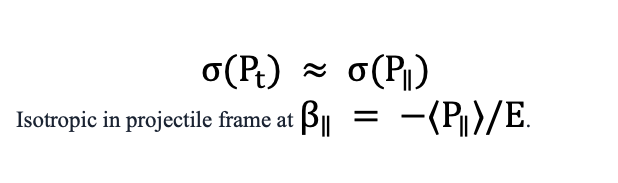 σ(Pₜ) ≈ σ(P∥)
Isotropic in projectile frame at β∥ = −⟨P∥⟩/E.